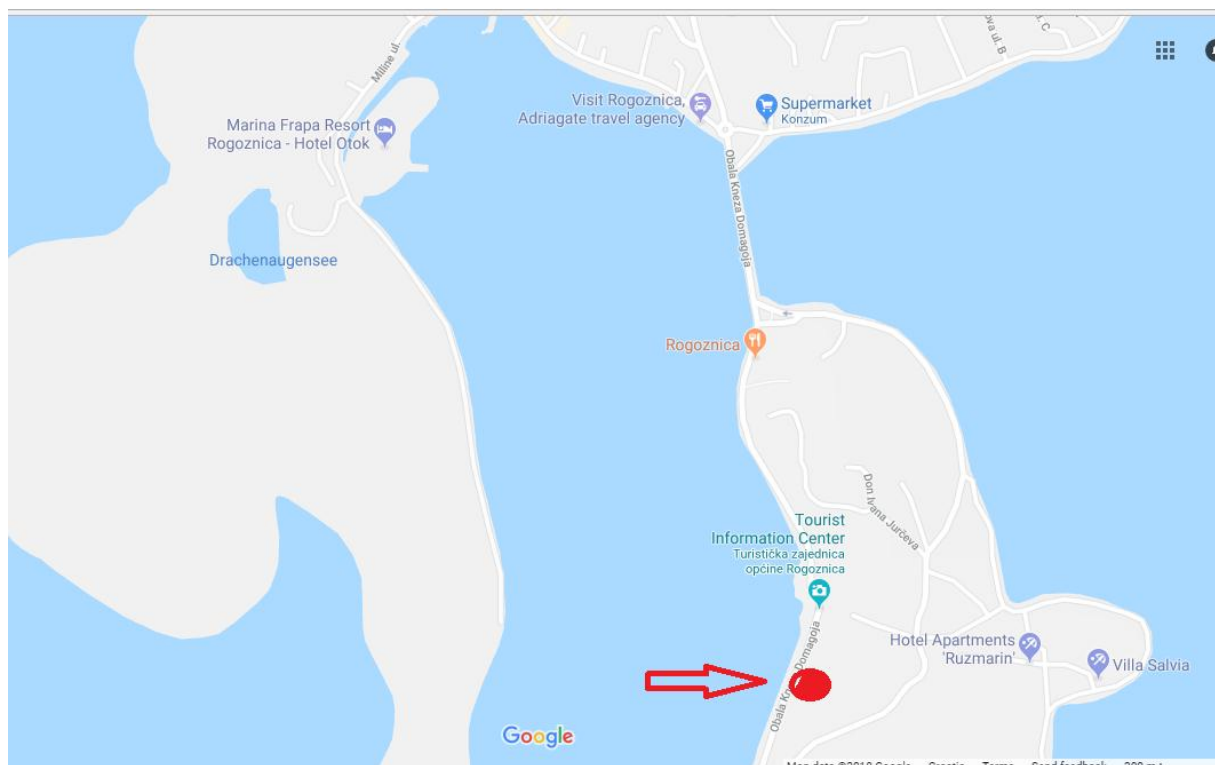 Miline ul.
Visit Rogoznica,
Adriagate travel agency
Supermarket
Konzum
ul. B
ul. C
Marina Frapa Resort
Rogoznica - Hotel Otok
Obala Kneza Domagoja
Drachenaugensee
Rogoznica
Don Ivana Jurčeva
Tourist
Information Center
Turistička zajednica
općine Rogoznica
Hotel Apartments
'Ruzmarin'
Villa Salvia
Obala Domagoja
Google